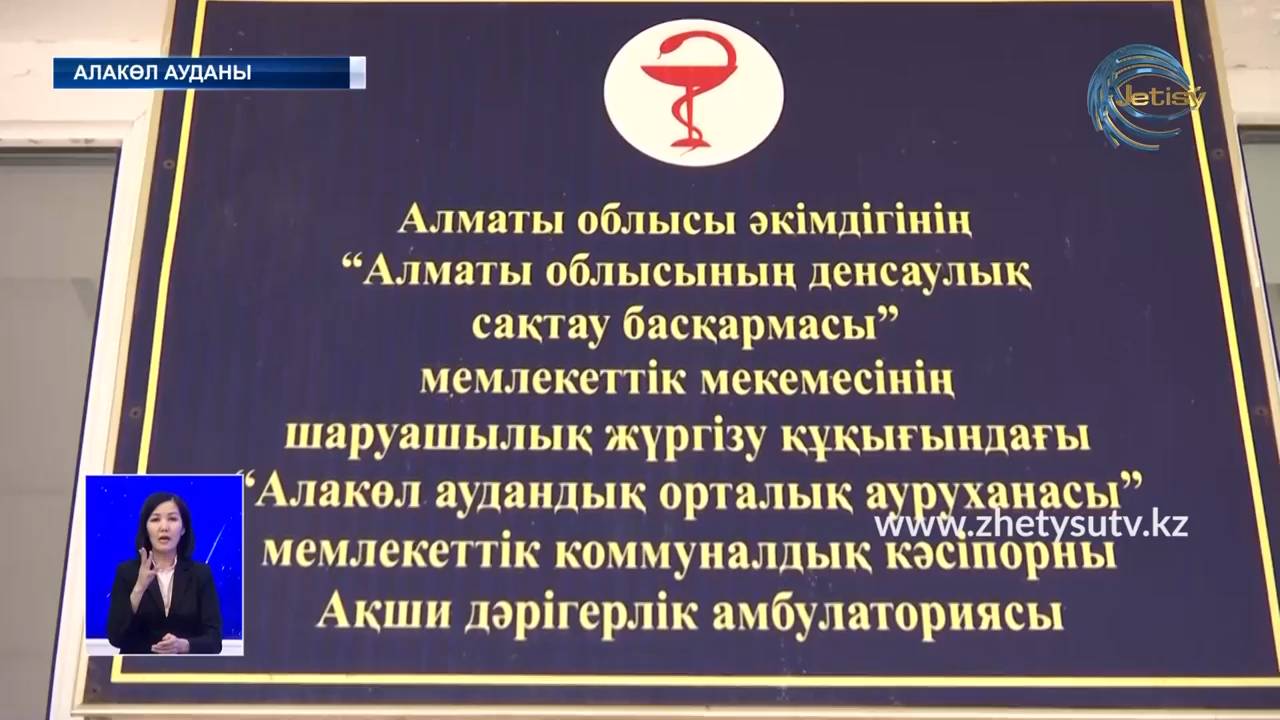 АЛАКӨЛ АУДАНЫ
Jetisý
Алматы облысы әкімдігінің
“Алматы облысының денсаулық
сақтау басқармасы”
мемлекеттік мекемесінің
шаруашылық жүргізу құқығындағы
“Алакөл аудандық орталық ауруханасы”
www.zhetysutv.kz
мемлекеттік коммуналдық кәсіпорны
Ақши дәрігерлік амбулаториясы